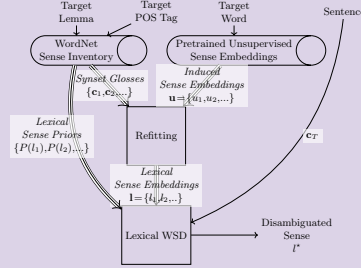 Target
Lemma
Target
POS Tag
Target
Word
Sentence
WordNet
Sense Inventory
Pretrained Unsupervised
Sense Embeddings
Synset Glosses
{c₁,c₂,...}
Induced
Sense Embeddings
u={u₁,u₂,...}
Lexical
Sense Priors
{P(l₁),P(l₂),...}
Refitting
c_T
Lexical
Sense Embeddings
l={l₁,l₂,..}
Lexical WSD
Disambiguated
Sense
l*